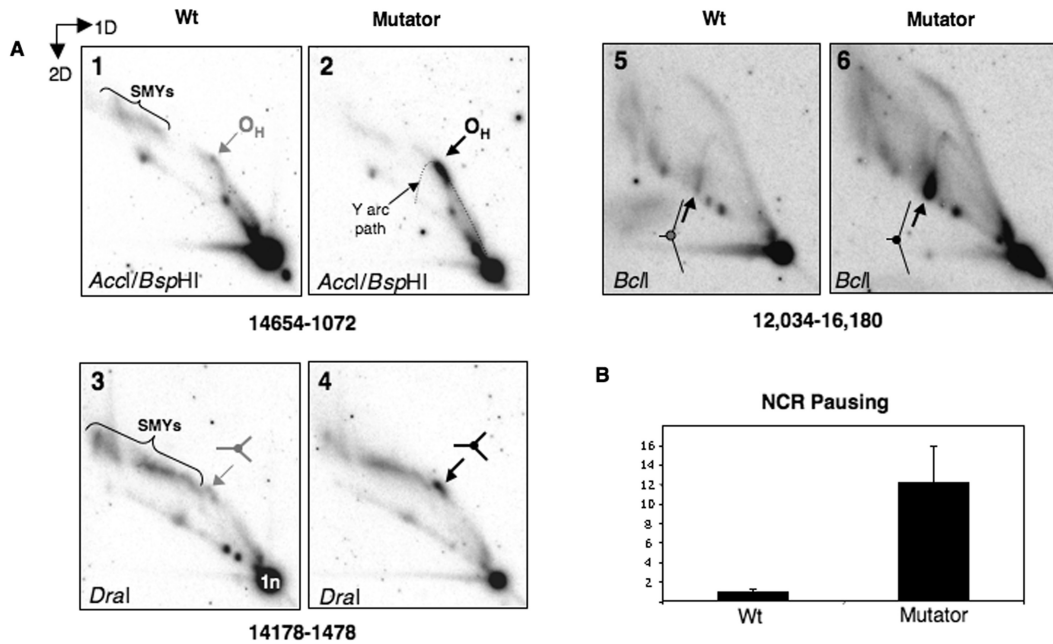 Wt
Mutator
Wt
Mutator
A
1D
2D
1
SMYs
OH
AccI/BspHI
2
OH
Y arc
path
AccI/BspHI
14654-1072
5
BclI
6
BclI
12,034-16,180
3
SMYs
1n
DraI
4
DraI
14178-1478
B
NCR Pausing
16
14
12
10
8
6
4
2
Wt
Mutator